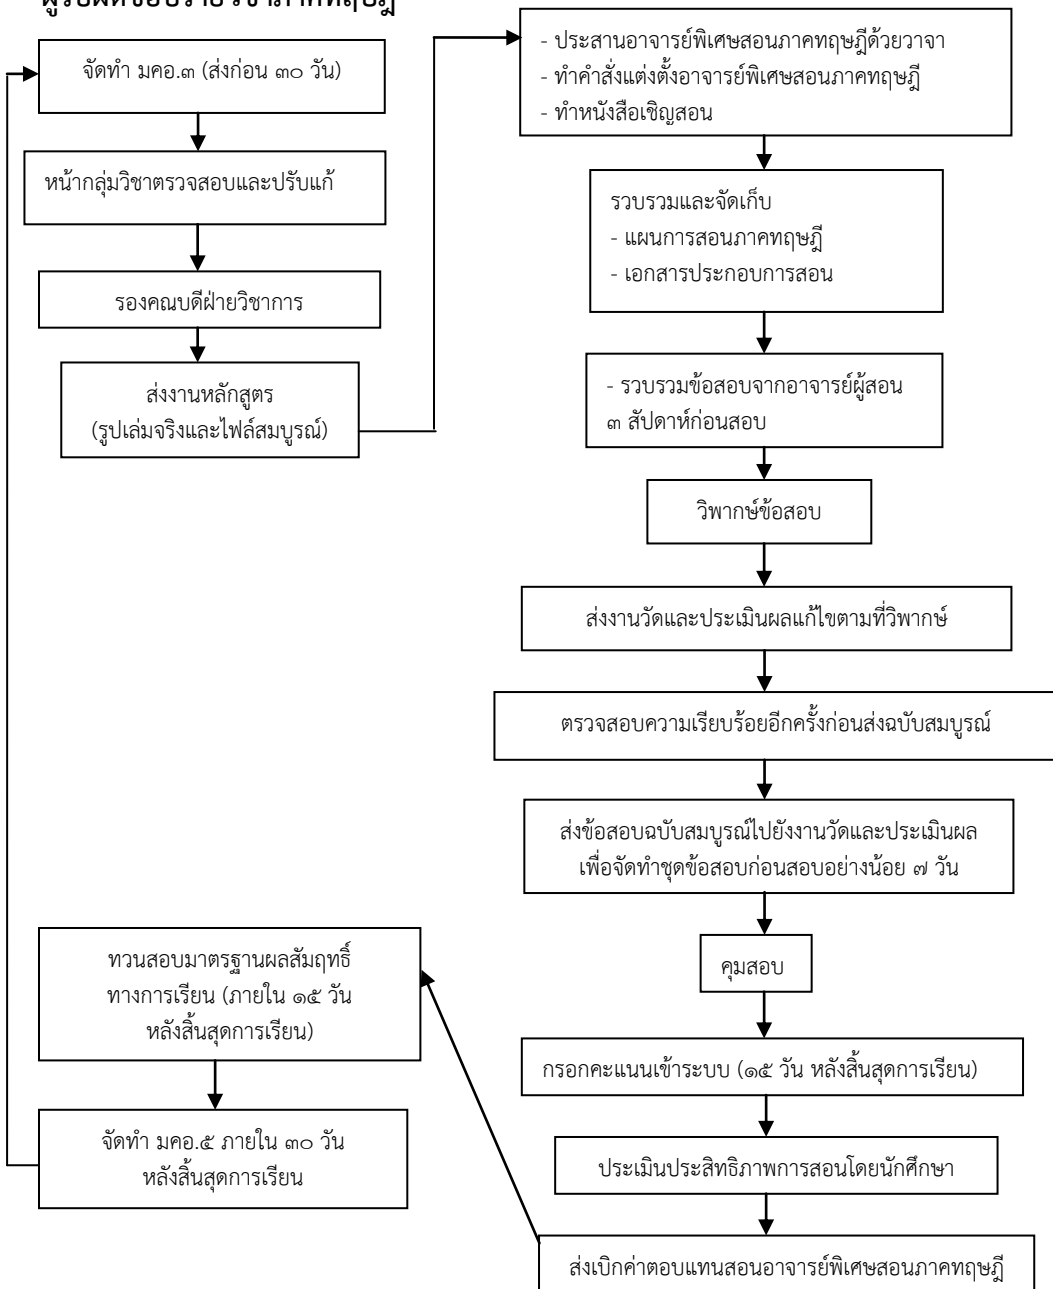 ผู้รับผิดชอบรายวิชาภาคทฤษฎี
จัดทำ มคอ.๓ (ส่งก่อน ๓๐ วัน)
หน้ากลุ่มวิชาตรวจสอบและปรับแก้
รองคณบดีฝ่ายวิชาการ
ส่งงานหลักสูตร
(รูปเล่มจริงและไฟล์สมบูรณ์)
- ประสานอาจารย์พิเศษสอนภาคทฤษฎีด้วยวาจา
- ทำคำสั่งแต่งตั้งอาจารย์พิเศษสอนภาคทฤษฎี
- ทำหนังสือเชิญสอน
รวบรวมและจัดเก็บ
- แผนการสอนภาคทฤษฎี
- เอกสารประกอบการสอน
- รวบรวมข้อสอบจากอาจารย์ผู้สอน
๓ สัปดาห์ก่อนสอบ
วิพากษ์ข้อสอบ
ส่งงานวัดและประเมินผลแก้ไขตามที่วิพากษ์
ตรวจสอบความเรียบร้อยอีกครั้งก่อนส่งฉบับสมบูรณ์
ส่งข้อสอบฉบับสมบูรณ์ไปยังงานวัดและประเมินผล
เพื่อจัดทำชุดข้อสอบก่อนสอบอย่างน้อย ๗ วัน
คุมสอบ
กรอกคะแนนเข้าระบบ (๑๕ วัน หลังสิ้นสุดการเรียน)
ประเมินประสิทธิภาพการสอนโดยนักศึกษา
ส่งเบิกค่าตอบแทนสอนอาจารย์พิเศษสอนภาคทฤษฎี
ทวนสอบมาตรฐานผลสัมฤทธิ์
ทางการเรียน (ภายใน ๑๕ วัน
หลังสิ้นสุดการเรียน)
จัดทำ มคอ.๕ ภายใน ๓๐ วัน
หลังสิ้นสุดการเรียน